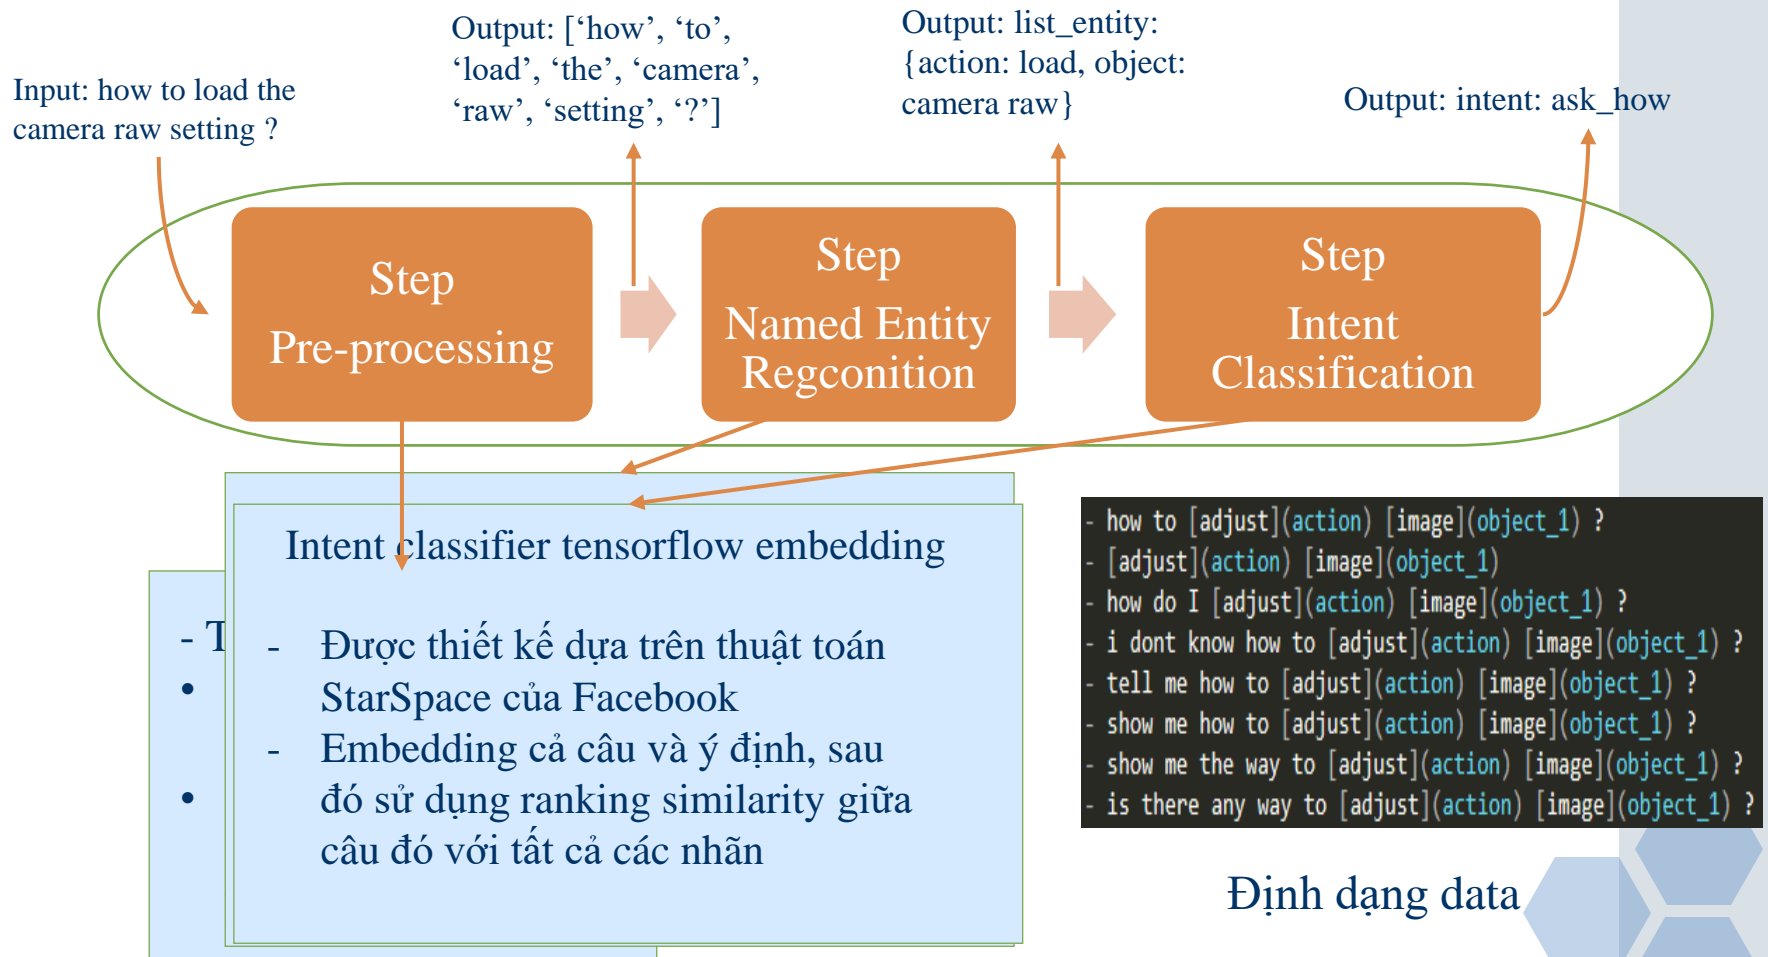 Input: how to load the
camera raw setting ?
Output: [‘how’, ‘to’,
‘load’, ‘the’, ‘camera’,
‘raw’, ‘setting’, ‘?’]
Output: list_entity:
{action: load, object:
camera raw}
Output: intent: ask_how
Step
Pre-processing
Step
Named Entity
Regconition
Step
Intent
Classification
Intent classifier tensorflow embedding
- Được thiết kế dựa trên thuật toán
StarSpace của Facebook
- Embedding cả câu và ý định, sau
đó sử dụng ranking similarity giữa
câu đó với tất cả các nhãn
- T
•
•
- how to [adjust](action) [image](object_1) ?
- [adjust](action) [image](object_1)
- how do I [adjust](action) [image](object_1) ?
- i dont know how to [adjust](action) [image](object_1) ?
- tell me how to [adjust](action) [image](object_1) ?
- show me how to [adjust](action) [image](object_1) ?
- show me the way to [adjust](action) [image](object_1) ?
- is there any way to [adjust](action) [image](object_1) ?
Định dạng data